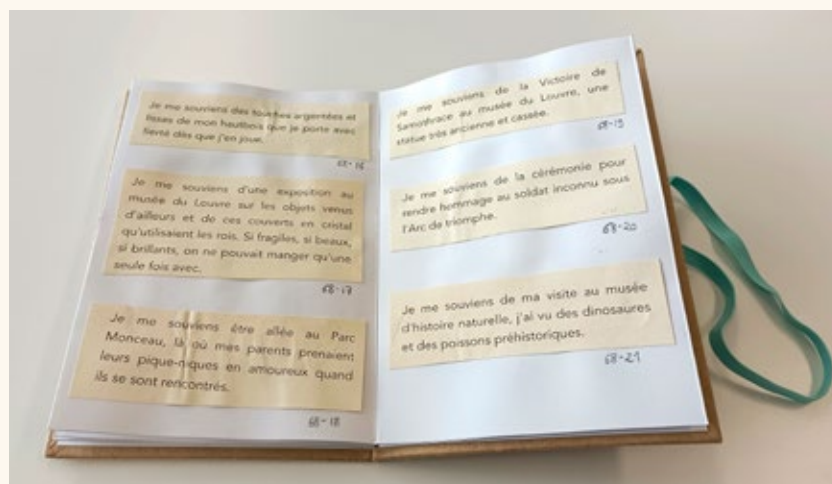 Je me souviens des touches argentées et
lisses de mon hautbois que je porte avec
fierté dès que j'en joue.
68-16
Je me souviens d'une exposition au
musée du Louvre sur les objets venus
d'ailleurs et de ces couverts en cristal
qu'utilisaient les rois. Si fragiles, si beaux,
si brillants, on ne pouvait manger qu'une
seule fois avec.
68-17
Je me souviens être allée au Parc
Monceau, là où mes parents prenaient
leurs pique-niques en amoureux quand
ils se sont rencontrés.
68-18
Je me souviens de la Victoire de
Samothrace au musée du Louvre, une
statue très ancienne et cassée.
68-19
Je me souviens de la cérémonie pour
rendre hommage au soldat inconnu sous
l'Arc de triomphe.
68-20
Je me souviens de ma visite au musée
d'histoire naturelle, j'ai vu des dinosaures
et des poissons préhistoriques.
68-21